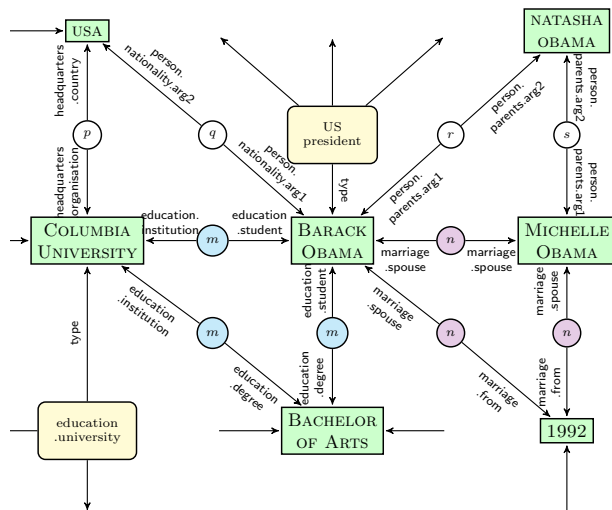 USA
NATASHA
OBAMA
headquarters
.country
person.
nationality.arg2
US
president
person.
parents.arg2
person.
parents.arg2
p
q
r
s
headquarters
organisation
person.
nationality.arg1
type
person.
parents.arg1
person.
parents.arg1
COLUMBIA
UNIVERSITY
education.
institution
m
education
.student
BARACK
OBAMA
marriage
.spouse
n
marriage
.spouse
MICHELLE
OBAMA
education
.institution
education
.student
marriage
.spouse
marriage
.spouse
type
m
m
n
n
education
.degree
education
.degree
marriage
.from
marriage
.from
education
.university
BACHELOR
OF ARTS
1992